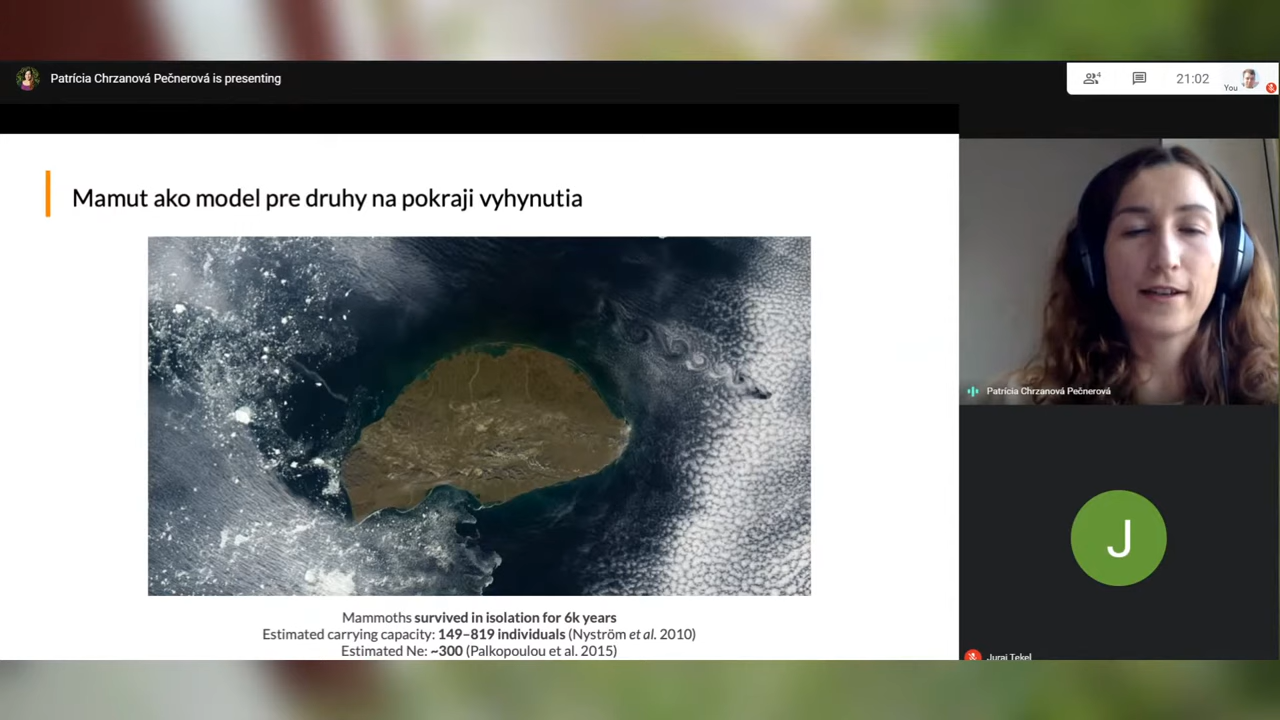 Patrícia Chrzanová Pečnerová is presenting
4
21:02
You
Mamut ako model pre druhy na pokraji vyhynutia
Patrícia Chrzanová Pečnerová
Mammoths survived in isolation for 6k years
Estimated carrying capacity: 149–819 individuals (Nyström et al. 2010)
Estimated Ne: ~300 (Palkopoulou et al. 2015)
J
Juraj Tekel